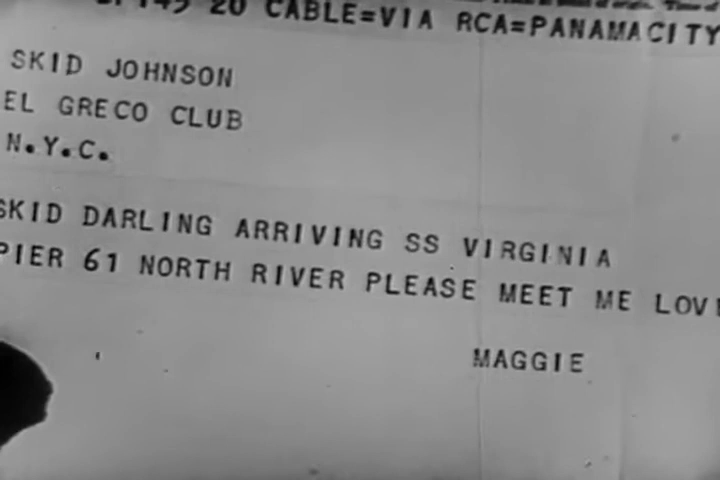 20 CABLE=VIA RCA=PANAMACITY
SKID JOHNSON
EL GRECO CLUB
N.Y.C.
SKID DARLING ARRIVING SS VIRGINIA
PIER 61 NORTH RIVER PLEASE MEET ME LOVE
MAGGIE